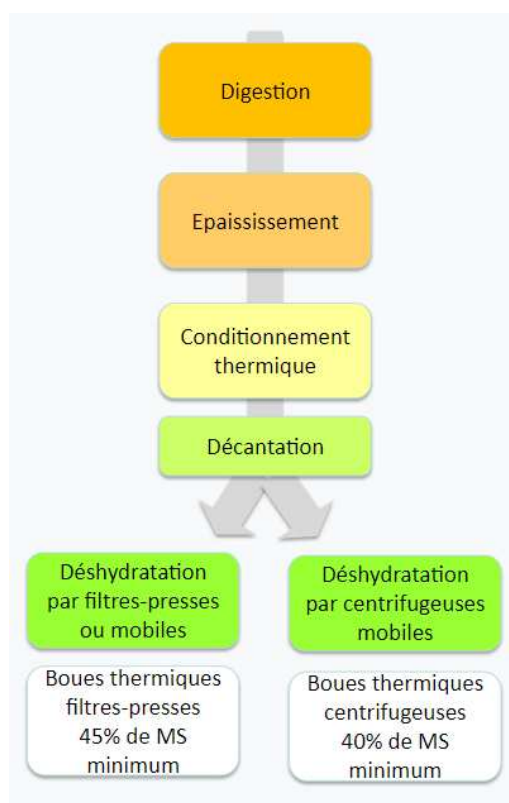 Digestion
Epaississement
Conditionnement
thermique
Décantation
Déshydratation
par filtres-presses
ou mobiles
Déshydratation
par centrifugeuses
mobiles
Boues thermiques
filtres-presses
45% de MS
minimum
Boues thermiques
centrifugeuses
40% de MS
minimum